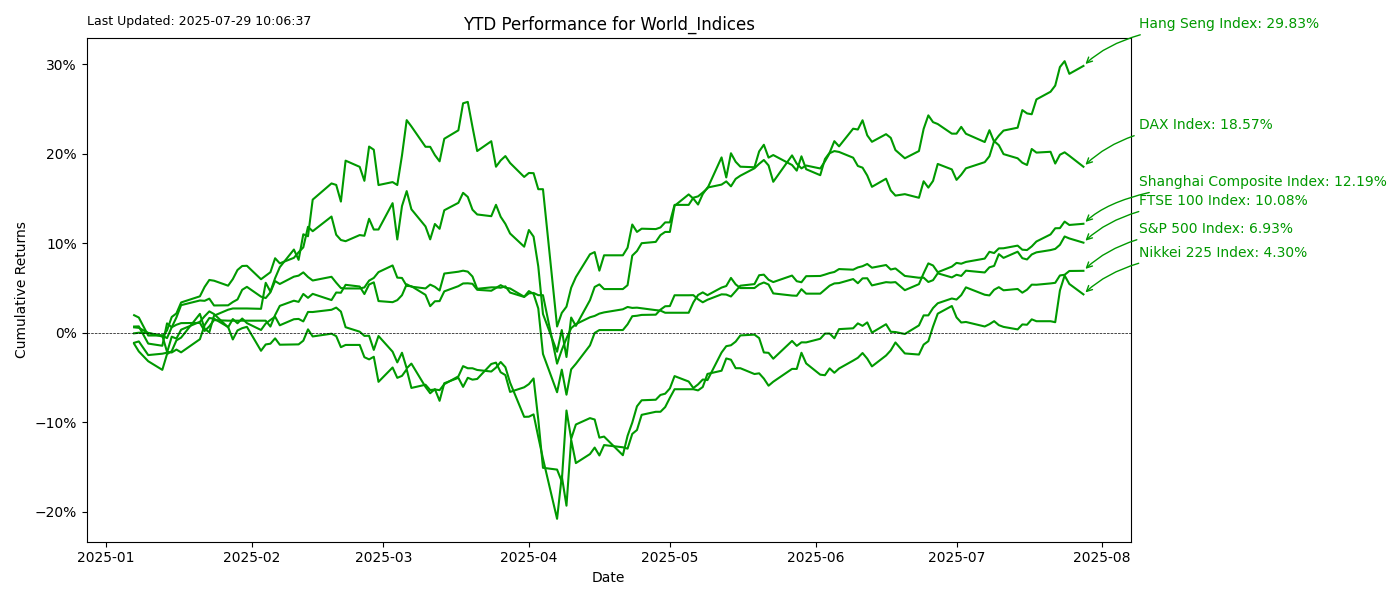 Last Updated: 2025-07-29 10:06:37
YTD Performance for World_Indices
Hang Seng Index: 29.83%
DAX Index: 18.57%
Shanghai Composite Index: 12.19%
FTSE 100 Index: 10.08%
S&P 500 Index: 6.93%
Nikkei 225 Index: 4.30%
Cumulative Returns
30%
20%
10%
0%
−10%
−20%
2025-01 2025-02 2025-03 2025-04 2025-05 2025-06 2025-07 2025-08
Date